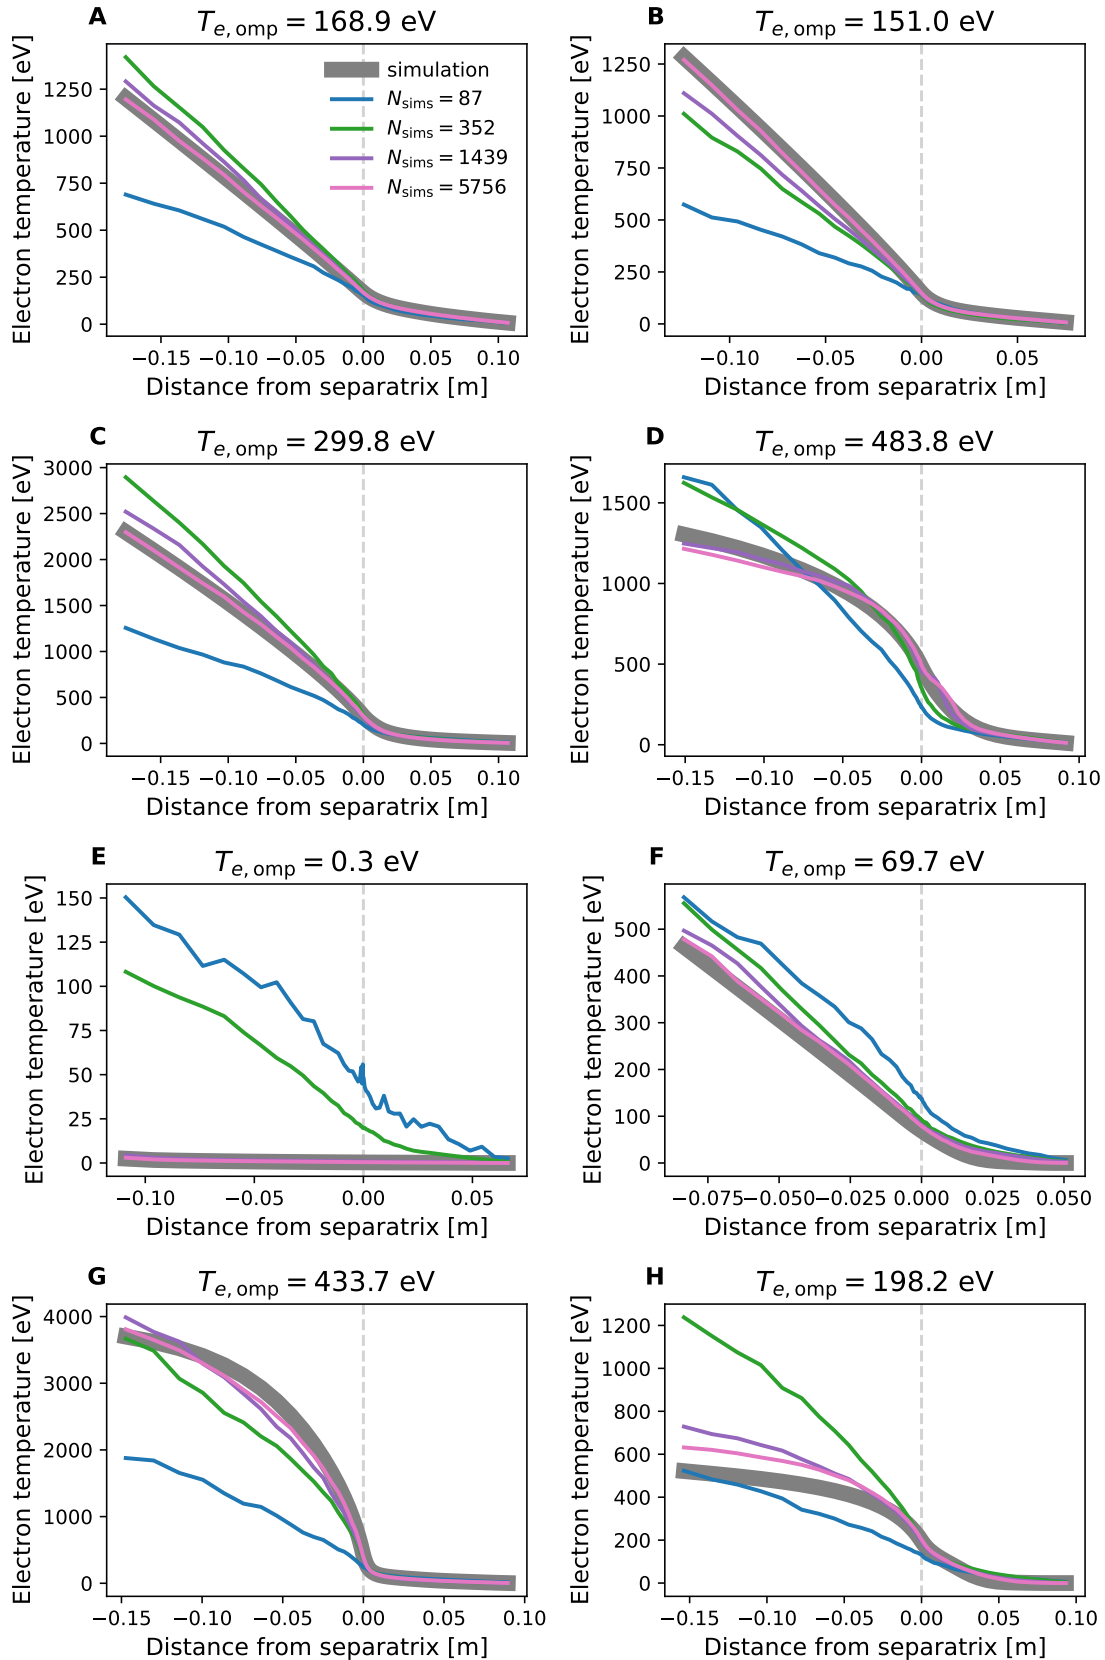 A
T_e, omp = 168.9 eV
Electron temperature [eV]
1250
1000
750
500
250
0
simulation
N_sims = 87
N_sims = 352
N_sims = 1439
N_sims = 5756
−0.15 −0.10 −0.05 0.00 0.05 0.10
Distance from separatrix [m]
B
T_e, omp = 151.0 eV
Electron temperature [eV]
1250
1000
750
500
250
0
−0.10 −0.05 0.00 0.05
Distance from separatrix [m]
C
T_e, omp = 299.8 eV
Electron temperature [eV]
3000
2500
2000
1500
1000
500
0
−0.15 −0.10 −0.05 0.00 0.05 0.10
Distance from separatrix [m]
D
T_e, omp = 483.8 eV
Electron temperature [eV]
1500
1000
500
0
−0.15 −0.10 −0.05 0.00 0.05 0.10
Distance from separatrix [m]
E
T_e, omp = 0.3 eV
Electron temperature [eV]
150
125
100
75
50
25
0
−0.10 −0.05 0.00 0.05
Distance from separatrix [m]
F
T_e, omp = 69.7 eV
Electron temperature [eV]
500
400
300
200
100
0
−0.075 −0.050 −0.025 0.000 0.025 0.050
Distance from separatrix [m]
G
T_e, omp = 433.7 eV
Electron temperature [eV]
4000
3000
2000
1000
0
−0.15 −0.10 −0.05 0.00 0.05 0.10
Distance from separatrix [m]
H
T_e, omp = 198.2 eV
Electron temperature [eV]
1200
1000
800
600
400
200
0
−0.15 −0.10 −0.05 0.00 0.05 0.10
Distance from separatrix [m]